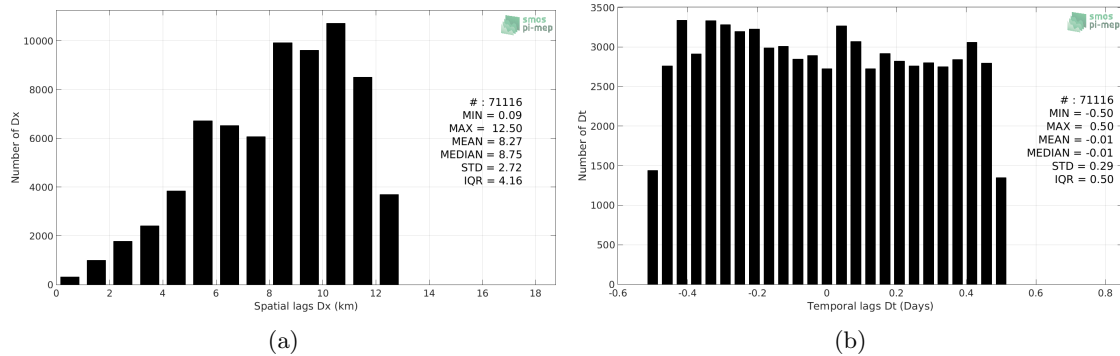 smos
pi-mep
10000
8000
6000
4000
2000
0
Number of Dx
# : 71116
MIN = 0.09
MAX = 12.50
MEAN = 8.27
MEDIAN = 8.75
STD = 2.72
IQR = 4.16
0 2 4 6 8 10 12 14 16 18
Spatial lags Dx (km)
(a)
smos
pi-mep
3500
3000
2500
2000
1500
1000
500
0
Number of Dt
# : 71116
MIN = -0.50
MAX = 0.50
MEAN = -0.01
MEDIAN = -0.01
STD = 0.29
IQR = 0.50
-0.6 -0.4 -0.2 0 0.2 0.4 0.6 0.8
Temporal lags Dt (Days)
(b)